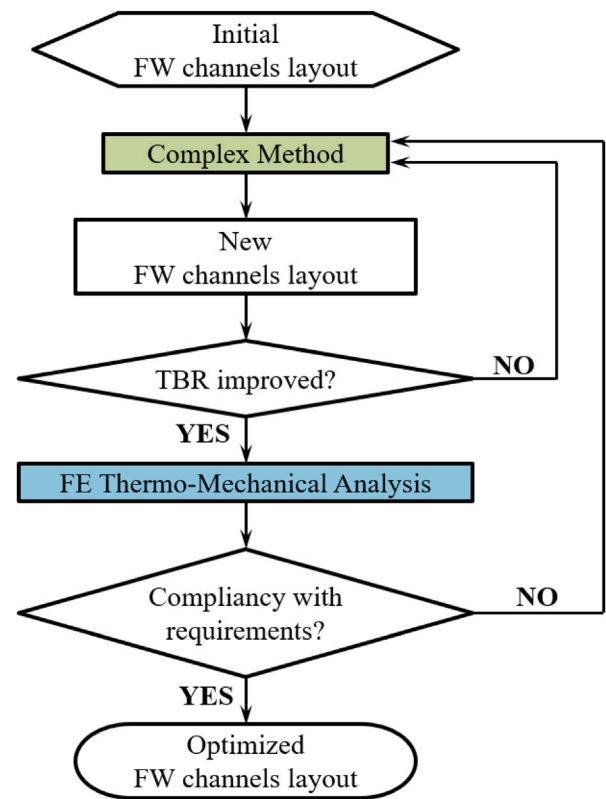 Initial
FW channels layout
Complex Method
New
FW channels layout
TBR improved?
NO
YES
FE Thermo-Mechanical Analysis
Compliancy with
requirements?
NO
YES
Optimized
FW channels layout